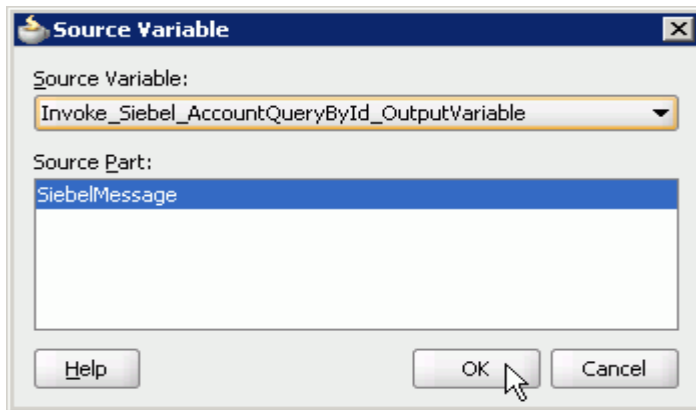 Source Variable
Source Variable:
Invoke_Siebel_AccountQueryById_OutputVariable
Source Part:
SiebelMessage
Help OK Cancel